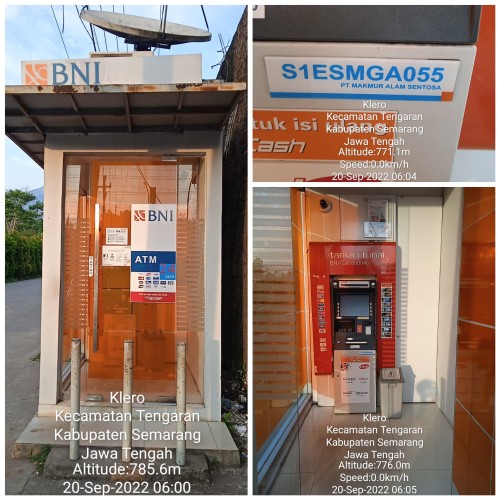 BNI
BNI
ATM
Klero
Kecamatan Tengaran
Kabupaten Semarang
Jawa Tengah
Altitude:785.6m
20-Sep-2022 06:00
S1ESMGA055
PT MAKMUR ALAM SENTOSA
tuk isi ulang
Cash
Klero
Kecamatan Tengaran
Kabupaten Semarang
Jawa Tengah
Altitude:771.1m
Speed:0.0km/h
20-Sep-2022 06:04
tarikan tunai
Klero
Kecamatan Tengaran
Kabupaten Semarang
Jawa Tengah
Altitude:776.0m
Speed:0.0km/h
20-Sep-2022 06:05